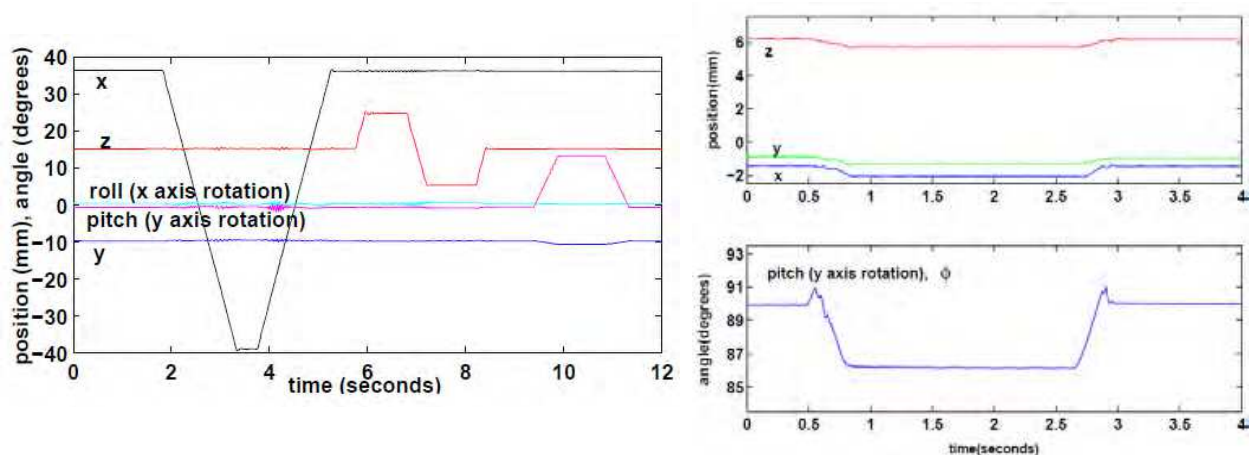 position (mm), angle (degrees)
40
30
20
10
0
−10
−20
−30
−40
x
z
roll (x axis rotation)
pitch (y axis rotation)
y
0 2 4 6 8 10 12
time (seconds)
position(mm)
6
4
2
0
−2
z
y
x
0 0.5 1 1.5 2 2.5 3 3.5 4
angle(degrees)
93
91
89
87
85
pitch (y axis rotation), ϕ
0 0.5 1 1.5 2 2.5 3 3.5 44
time(seconds)